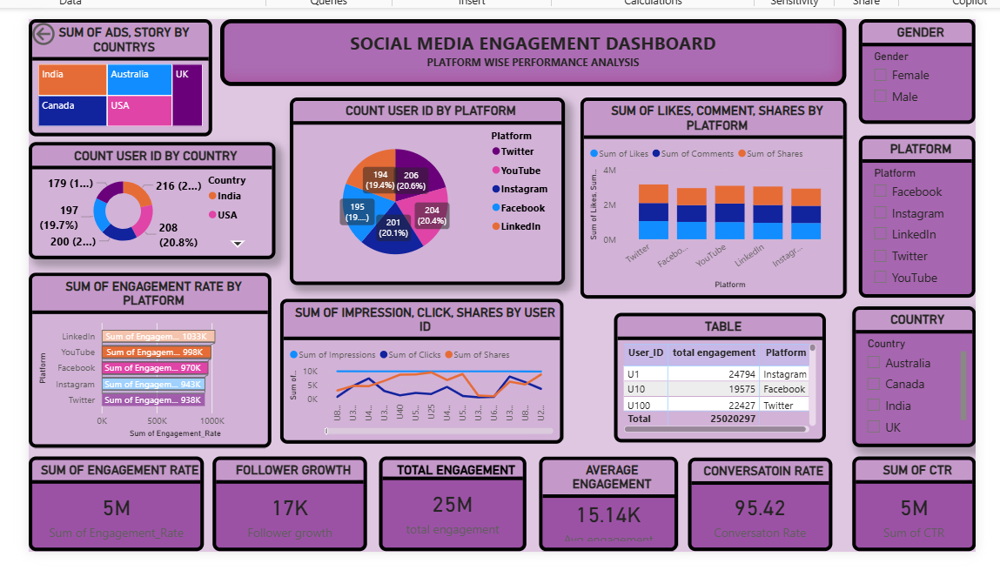 Data Queries Insert Calculations Sensitivity Share Copilot
SUM OF ADS, STORY BY
COUNTRYS
India
Australia
UK
Canada
USA
SOCIAL MEDIA ENGAGEMENT DASHBOARD
PLATFORM WISE PERFORMANCE ANALYSIS
GENDER
Gender
Female
Male
COUNT USER ID BY COUNTRY
179 (1...)
216 (2...)
197
(19.7%)
200 (2...)
208
(20.8%)
Country
India
USA
COUNT USER ID BY PLATFORM
194
(19.4%)
206
(20.6%)
195
(19....)
204
(20.4%)
201
(20.1%)
Platform
Twitter
YouTube
Instagram
Facebook
LinkedIn
SUM OF LIKES, COMMENT, SHARES BY
PLATFORM
Sum of Likes Sum of Comments Sum of Shares
Sum of Likes, Sum...
4M
2M
0M
Twitter
Facebo...
YouTube
LinkedIn
Instagr...
Platform
PLATFORM
Platform
Facebook
Instagram
LinkedIn
Twitter
YouTube
SUM OF ENGAGEMENT RATE BY
PLATFORM
Platform
LinkedIn Sum of Engagem... 1033K
YouTube Sum of Engagem... 998K
Facebook Sum of Engagem... 970K
Instagram Sum of Engagem... 943K
Twitter Sum of Engagem... 938K
0K 500K 1000K
Sum of Engagement_Rate
SUM OF IMPRESSION, CLICK, SHARES BY USER
ID
Sum of Impressions Sum of Clicks Sum of Shares
Sum of...
10K
5K
0K
U8... U3... U4... U3... U40 U5... U25 U4... U5... U3... U6... U3... U8... U2...
TABLE
User_ID total engagement Platform
U1 24794 Instagram
U10 19575 Facebook
U100 22427 Twitter
Total 25020297
COUNTRY
Country
Australia
Canada
India
UK
SUM OF ENGAGEMENT RATE
5M
Sum of Engagement_Rate
FOLLOWER GROWTH
17K
Follower growth
TOTAL ENGAGEMENT
25M
total engagement
AVERAGE
ENGAGEMENT
15.14K
Avg engagement
CONVERSATOIN RATE
95.42
Conversaton Rate
SUM OF CTR
5M
Sum of CTR